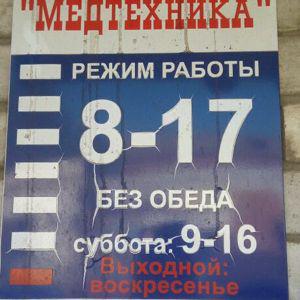 "МЕДТЕХНИКА"
РЕЖИМ РАБОТЫ
8-17
БЕЗ ОБЕДА
суббота: 9-16
Выходной:
воскресенье